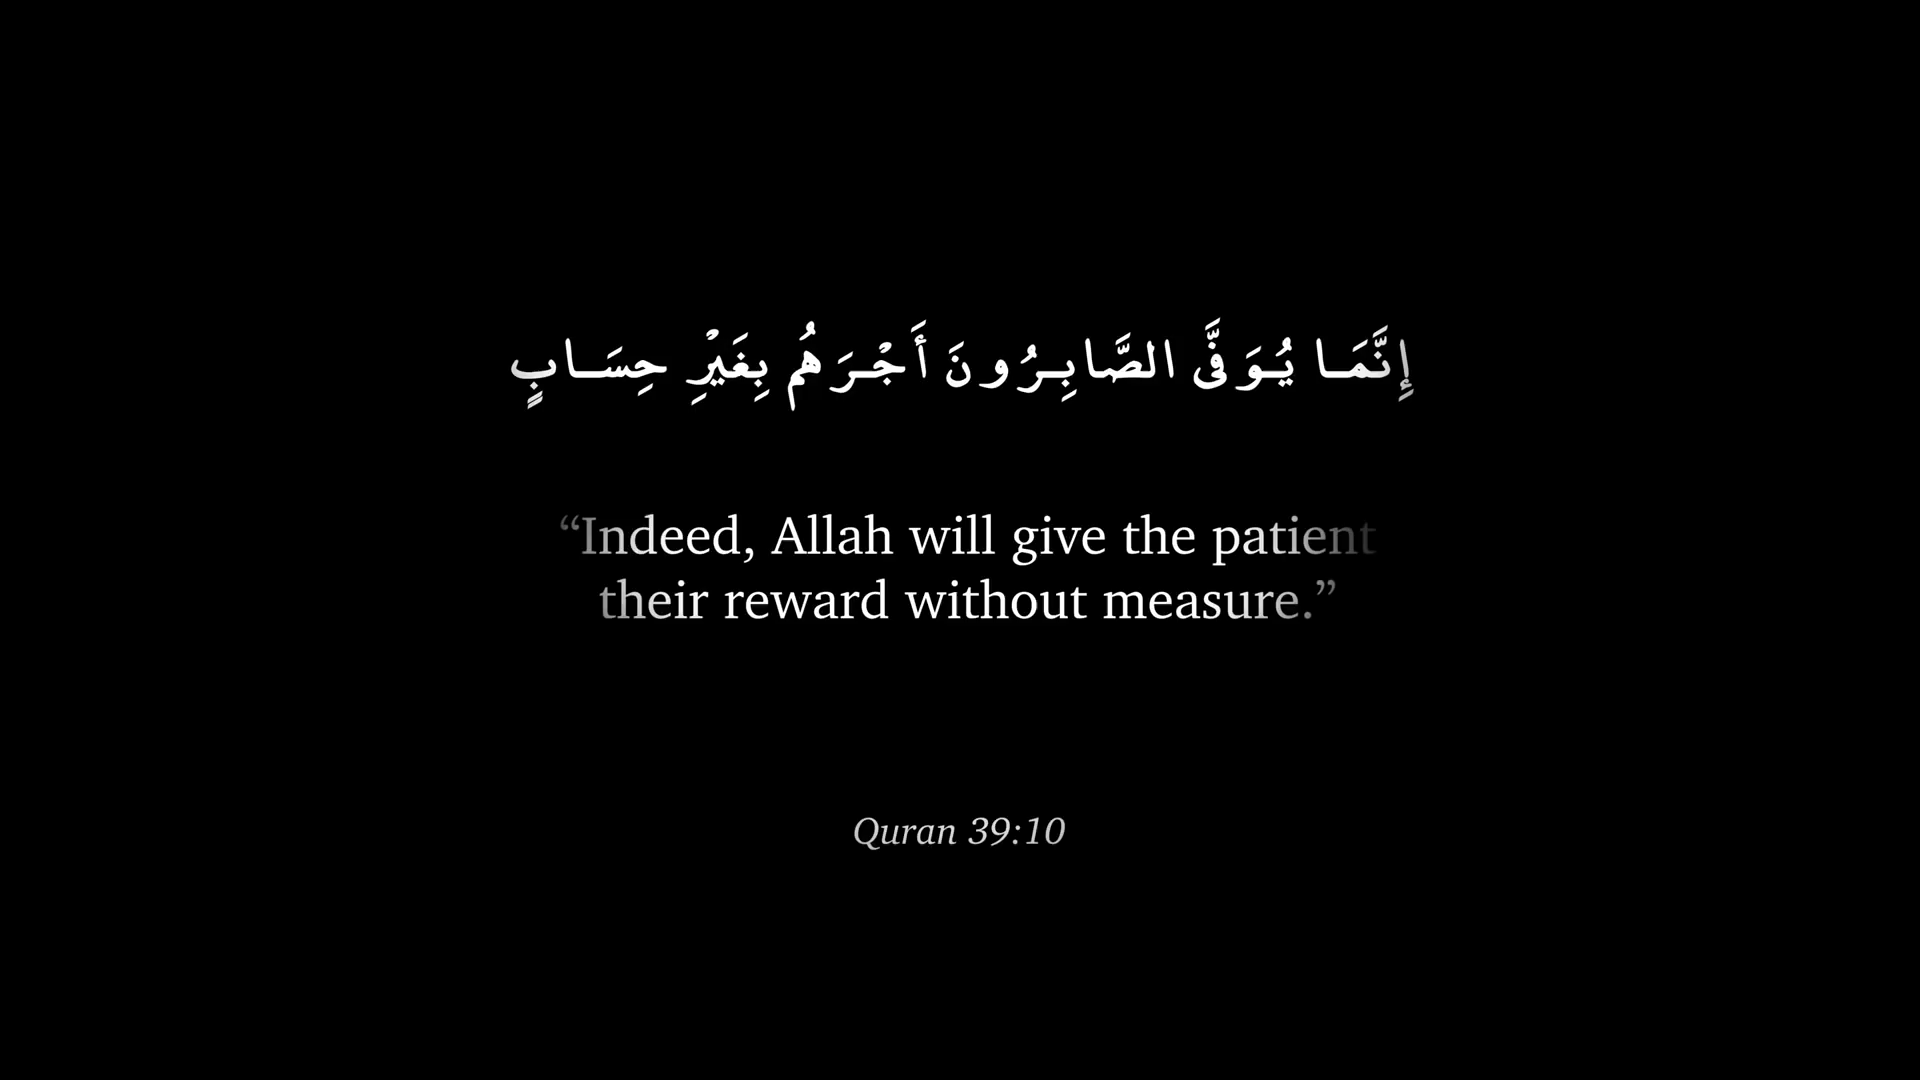 إِنَّمَا يُوَفَّى الصَّابِرُونَ أَجْرَهُم بِغَيْرِ حِسَابٍ
“Indeed, Allah will give the patient
their reward without measure.”
Quran 39:10